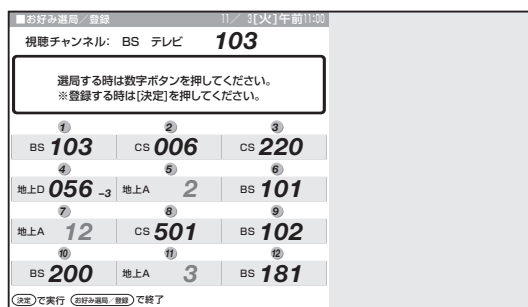 ■お好み選局／登録 11／ 3[火]午前11:00
視聴チャンネル: BS テレビ 103
選局する時は数字ボタンを押してください。
※登録する時は[決定]を押してください。
1 2 3
BS 103 CS 006 CS 220
4 5 6
地上D 056 -3 地上A 2 BS 101
7 8 9
地上A 12 CS 501 BS 102
10 11 12
BS 200 地上A 3 BS 181
決定で実行 お好み選局／登録で終了